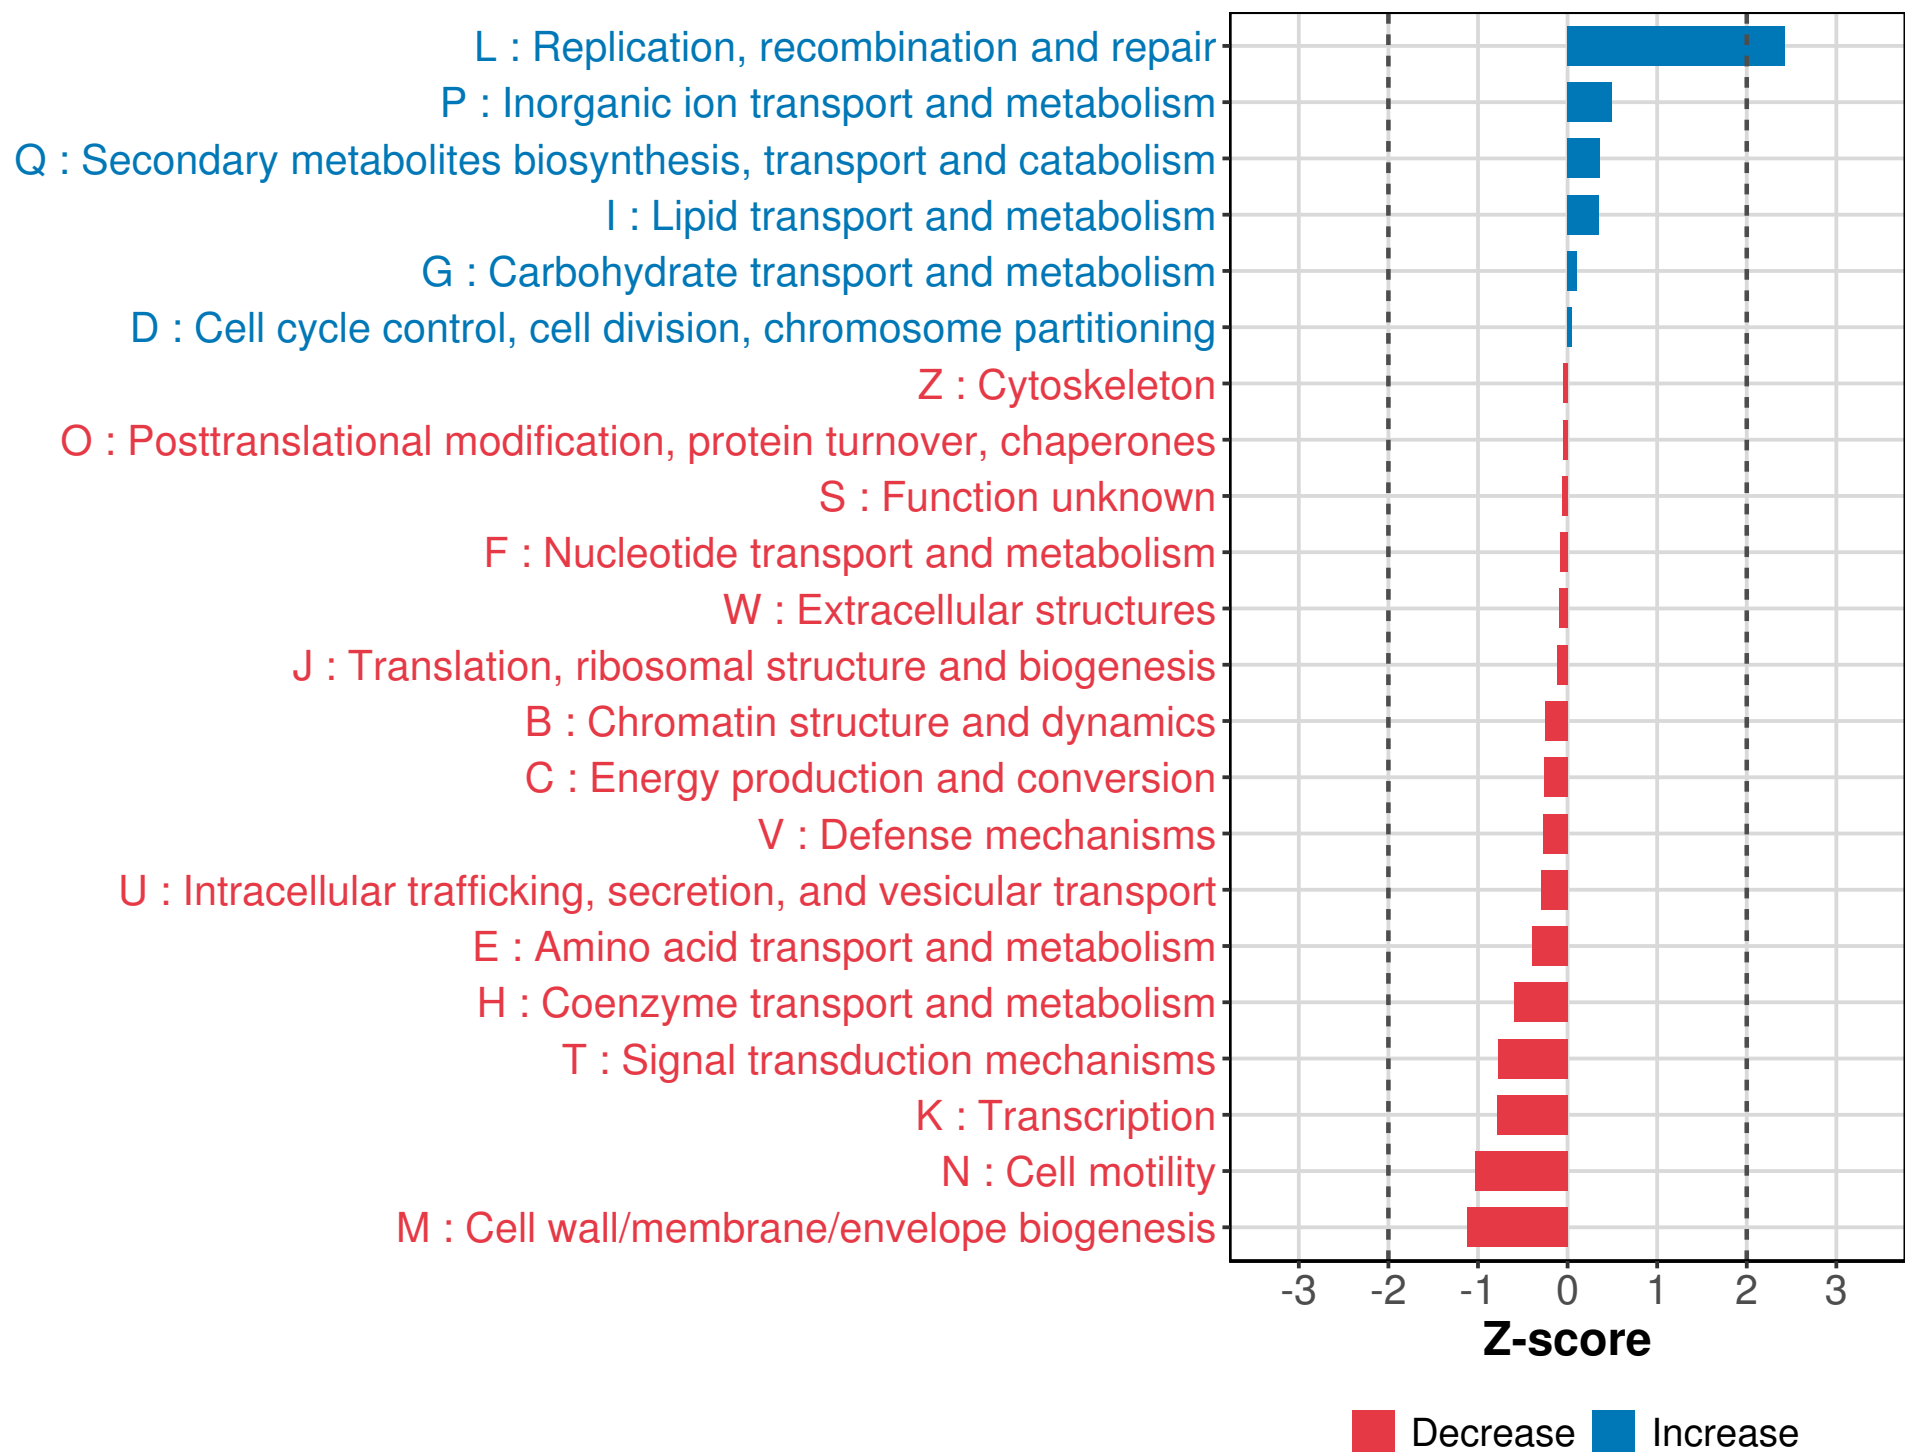 L : Replication, recombination and repair
P : Inorganic ion transport and metabolism
Q : Secondary metabolites biosynthesis, transport and catabolism
I : Lipid transport and metabolism
G : Carbohydrate transport and metabolism
D : Cell cycle control, cell division, chromosome partitioning
Z : Cytoskeleton
O : Posttranslational modification, protein turnover, chaperones
S : Function unknown
F : Nucleotide transport and metabolism
W : Extracellular structures
J : Translation, ribosomal structure and biogenesis
B : Chromatin structure and dynamics
C : Energy production and conversion
V : Defense mechanisms
U : Intracellular trafficking, secretion, and vesicular transport
E : Amino acid transport and metabolism
H : Coenzyme transport and metabolism
T : Signal transduction mechanisms
K : Transcription
N : Cell motility
M : Cell wall/membrane/envelope biogenesis
-3 -2 -1 0 1 2 3
Z-score
Decrease Increase